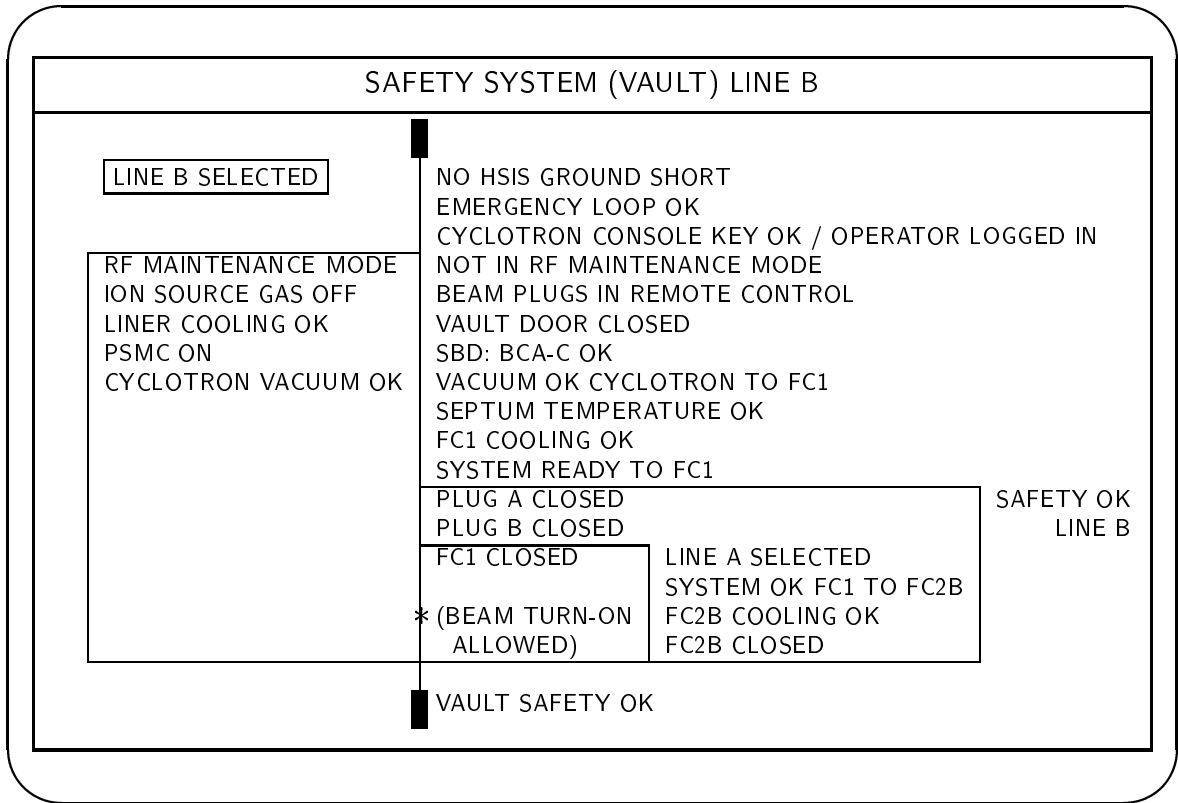 SAFETY SYSTEM (VAULT) LINE B
LINE B SELECTED
RF MAINTENANCE MODE
ION SOURCE GAS OFF
LINER COOLING OK
PSMC ON
CYCLOTRON VACUUM OK
NO HSIS GROUND SHORT
EMERGENCY LOOP OK
CYCLOTRON CONSOLE KEY OK / OPERATOR LOGGED IN
NOT IN RF MAINTENANCE MODE
BEAM PLUGS IN REMOTE CONTROL
VAULT DOOR CLOSED
SBD: BCA-C OK
VACUUM OK CYCLOTRON TO FC1
SEPTUM TEMPERATURE OK
FC1 COOLING OK
SYSTEM READY TO FC1
PLUG A CLOSED
PLUG B CLOSED
FC1 CLOSED
* (BEAM TURN-ON
ALLOWED)
LINE A SELECTED
SYSTEM OK FC1 TO FC2B
FC2B COOLING OK
FC2B CLOSED
SAFETY OK
LINE B
VAULT SAFETY OK